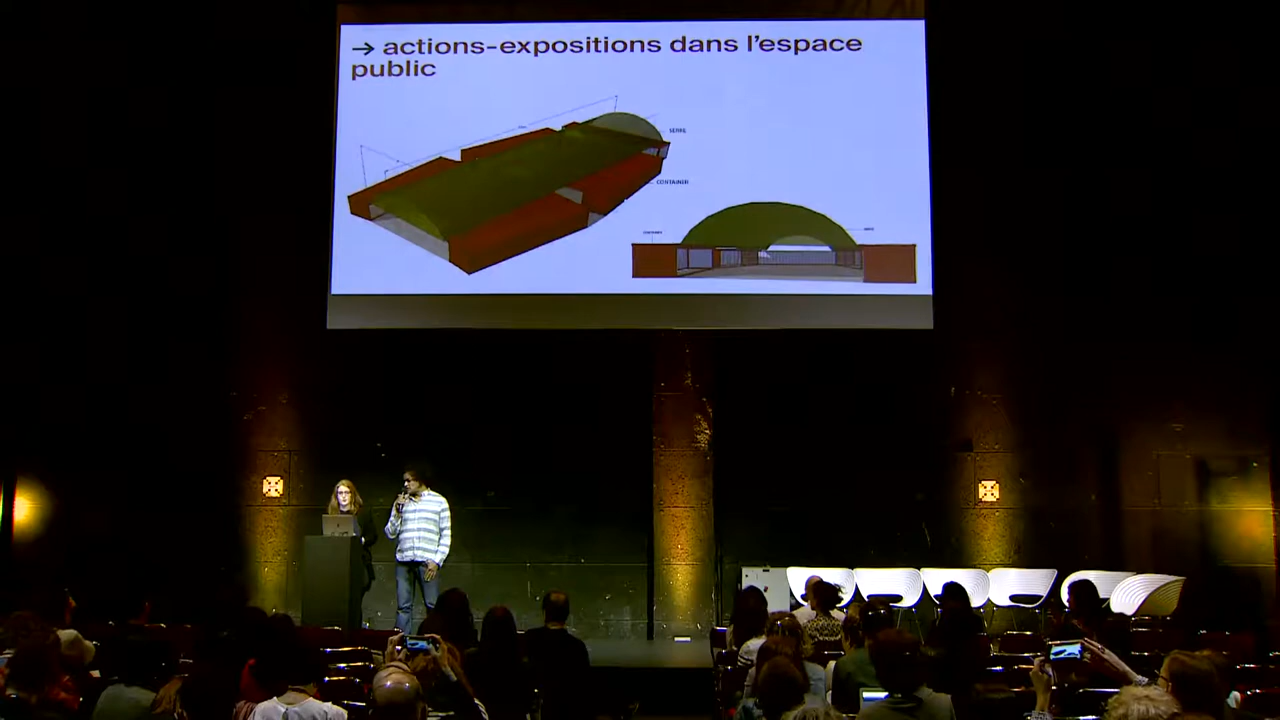 → actions-expositions dans l'espace
public
SERRE
CONTAINER